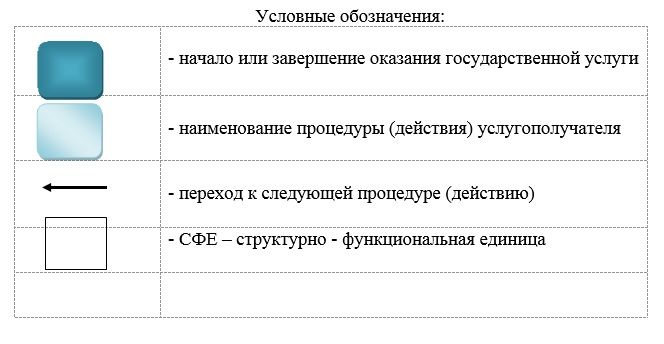 Условные обозначения:
- начало или завершение оказания государственной услуги
- наименование процедуры (действия) услугополучателя
- переход к следующей процедуре (действию)
- СФЕ – структурно - функциональная единица